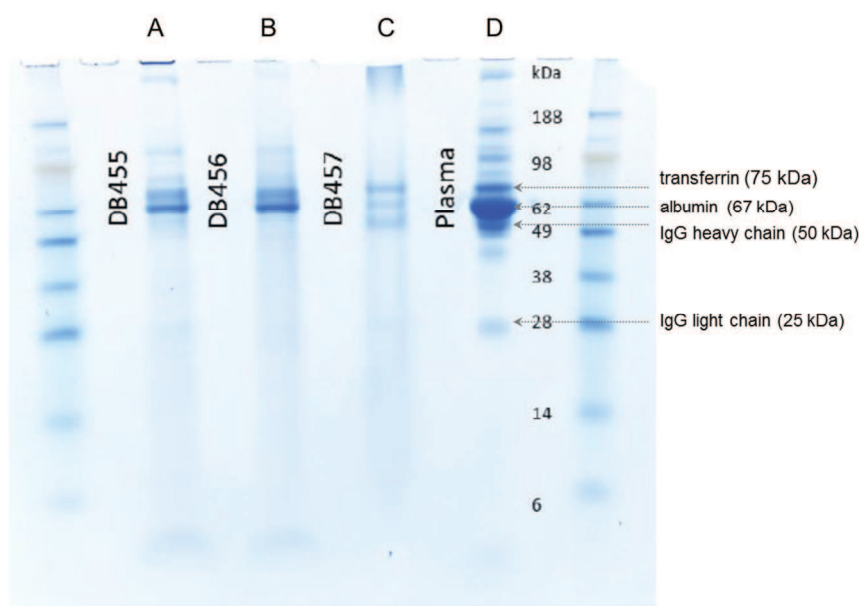 A B C D
kDa
188
98
62
49
38
28
14
6
DB455
DB456
DB457
Plasma
transferrin (75 kDa)
albumin (67 kDa)
IgG heavy chain (50 kDa)
IgG light chain (25 kDa)